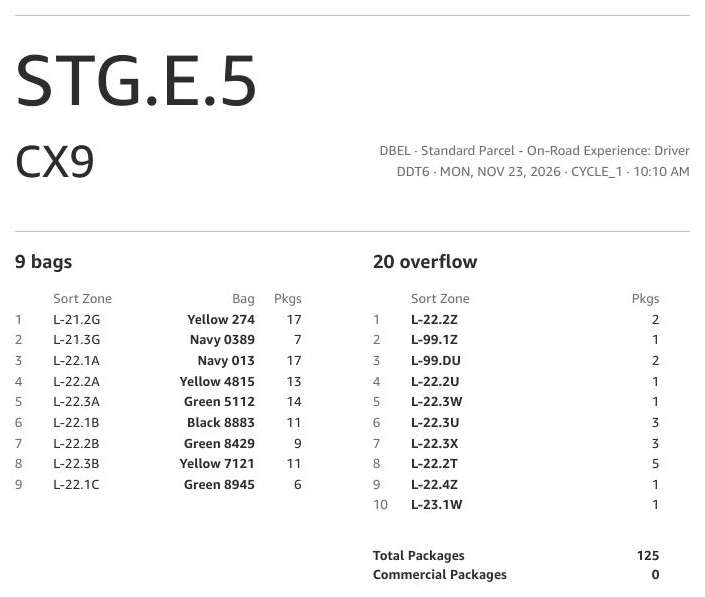 STG.E.5
CX9
DBEL · Standard Parcel - On-Road Experience: Driver
DDT6 · MON, NOV 23, 2026 · CYCLE_1 · 10:10 AM
9 bags
Sort Zone Bag Pkgs
1 L-21.2G Yellow 274 17
2 L-21.3G Navy 0389 7
3 L-22.1A Navy 013 17
4 L-22.2A Yellow 4815 13
5 L-22.3A Green 5112 14
6 L-22.1B Black 8883 11
7 L-22.2B Green 8429 9
8 L-22.3B Yellow 7121 11
9 L-22.1C Green 8945 6
20 overflow
Sort Zone Pkgs
1 L-22.2Z 2
2 L-99.1Z 1
3 L-99.DU 2
4 L-22.2U 1
5 L-22.3W 1
6 L-22.3U 3
7 L-22.3X 3
8 L-22.2T 5
9 L-22.4Z 1
10 L-23.1W 1
Total Packages 125
Commercial Packages 0